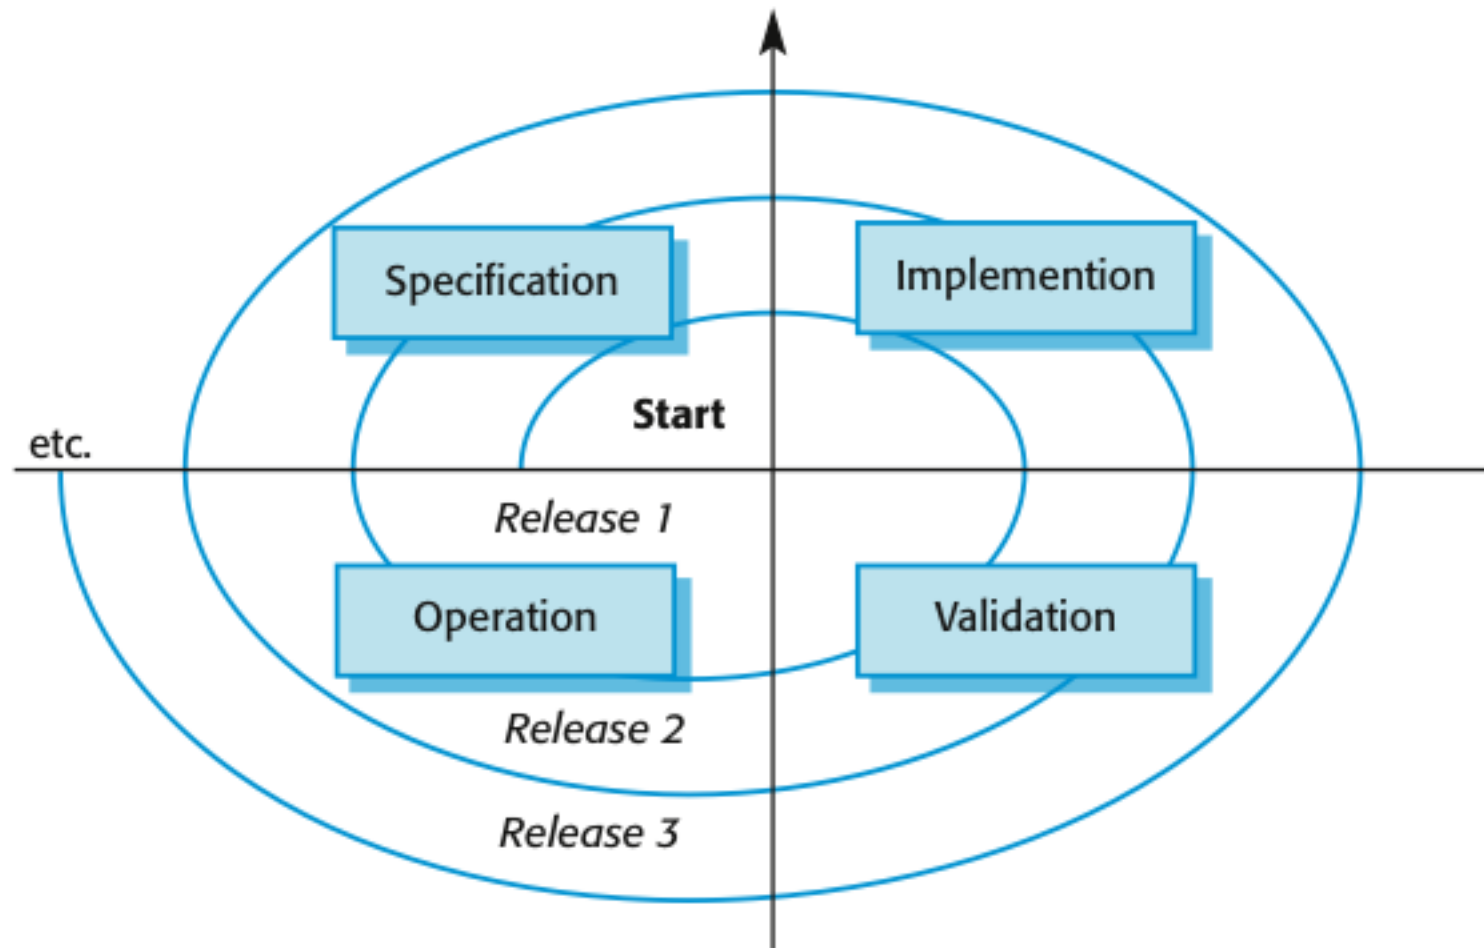 Specification
Implemention
Start
etc.
Release 1
Operation
Validation
Release 2
Release 3